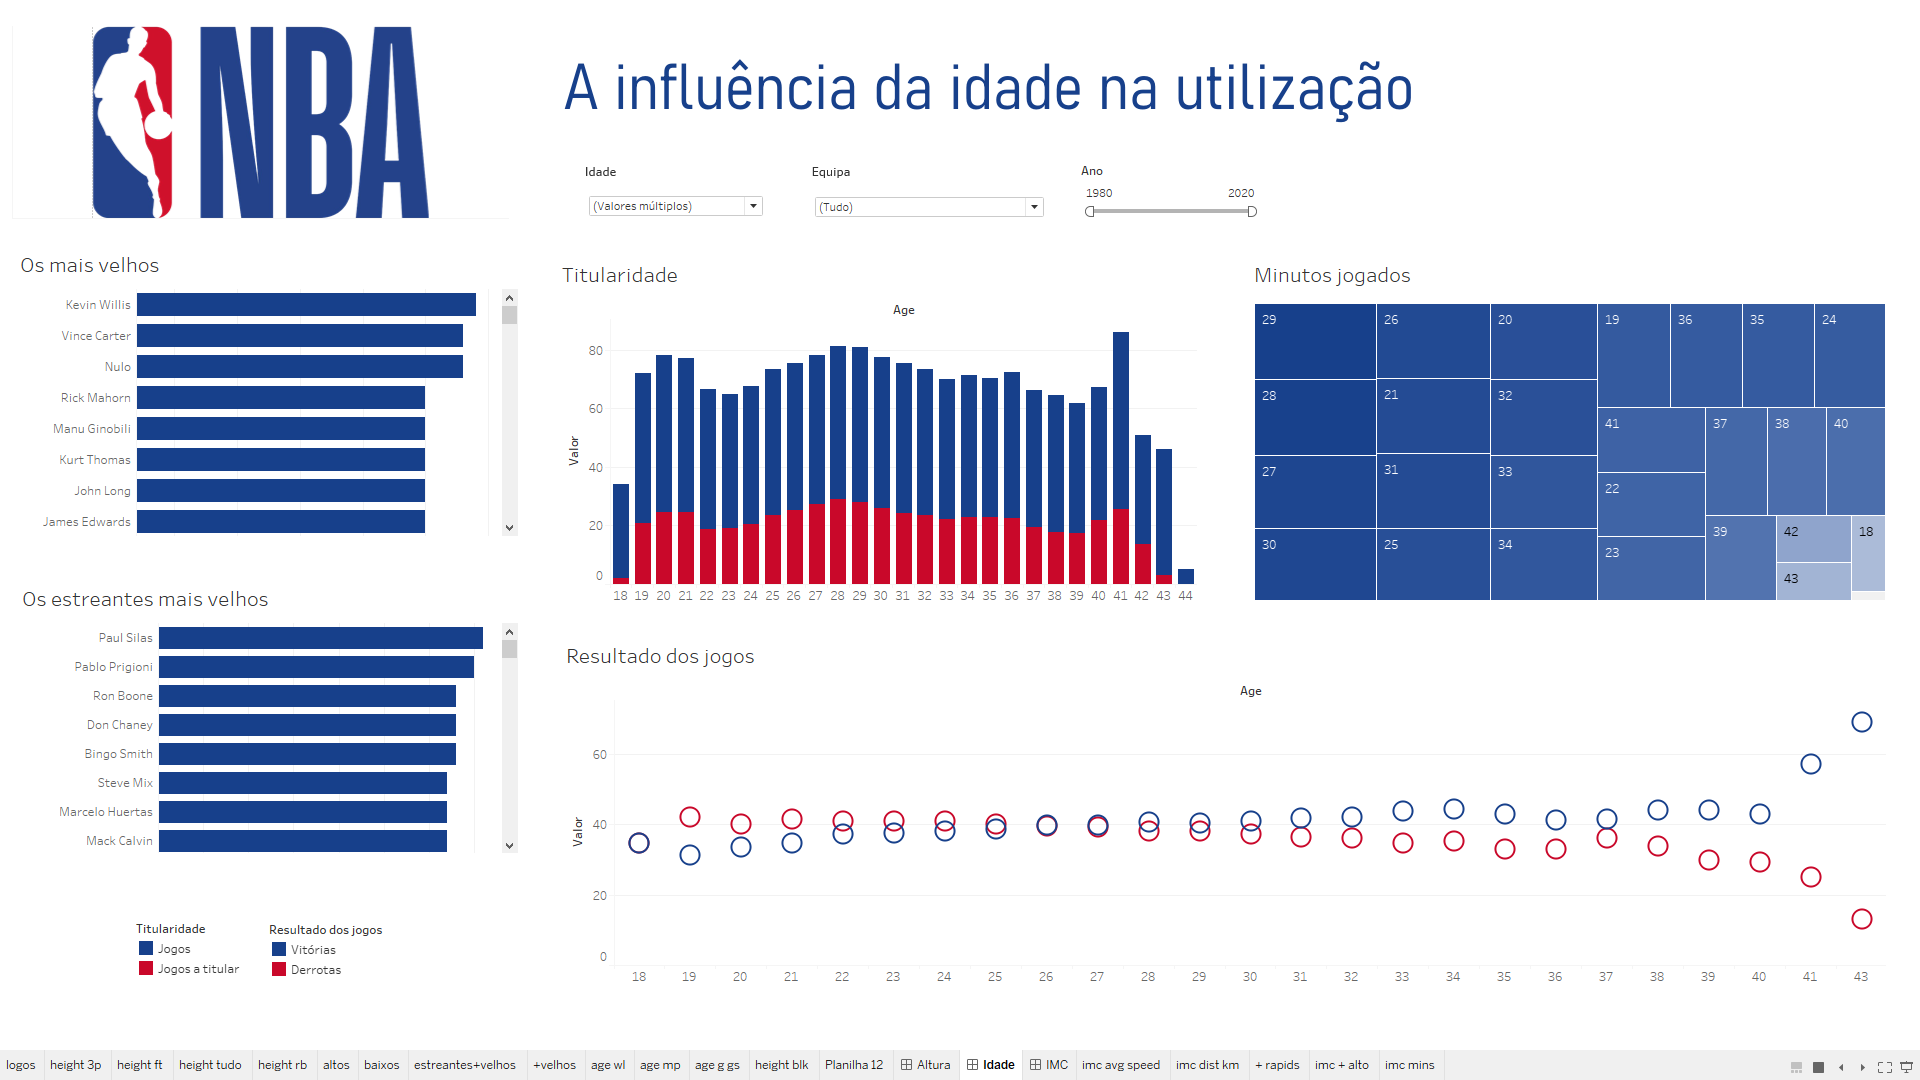 NBA
A influência da idade na utilização
Idade
(Valores múltiplos)
Equipa
(Tudo)
Ano
1980 2020
Os mais velhos
Kevin Willis
Vince Carter
Nulo
Rick Mahorn
Manu Ginobili
Kurt Thomas
John Long
James Edwards
Os estreantes mais velhos
Paul Silas
Pablo Prigioni
Ron Boone
Don Chaney
Bingo Smith
Steve Mix
Marcelo Huertas
Mack Calvin
Titularidade
Jogos
Jogos a titular
Resultado dos jogos
Vitórias
Derrotas
Titularidade
Age
Valor
80
60
40
20
0
18 19 20 21 22 23 24 25 26 27 28 29 30 31 32 33 34 35 36 37 38 39 40 41 42 43 44
Minutos jogados
29 26 20 19 36 35 24
28 21 32 41 37 38 40
27 31 33 22
30 25 34 23 39 42 18
43
Resultado dos jogos
Age
Valor
60
40
20
0
18 19 20 21 22 23 24 25 26 27 28 29 30 31 32 33 34 35 36 37 38 39 40 41 43
logos height 3p height ft height tudo height rb altos baixos estreantes+velhos +velhos age wl age mp age g gs height blk Planilha 12 Altura Idade IMC imc avg speed imc dist km + rapids imc + alto imc mins